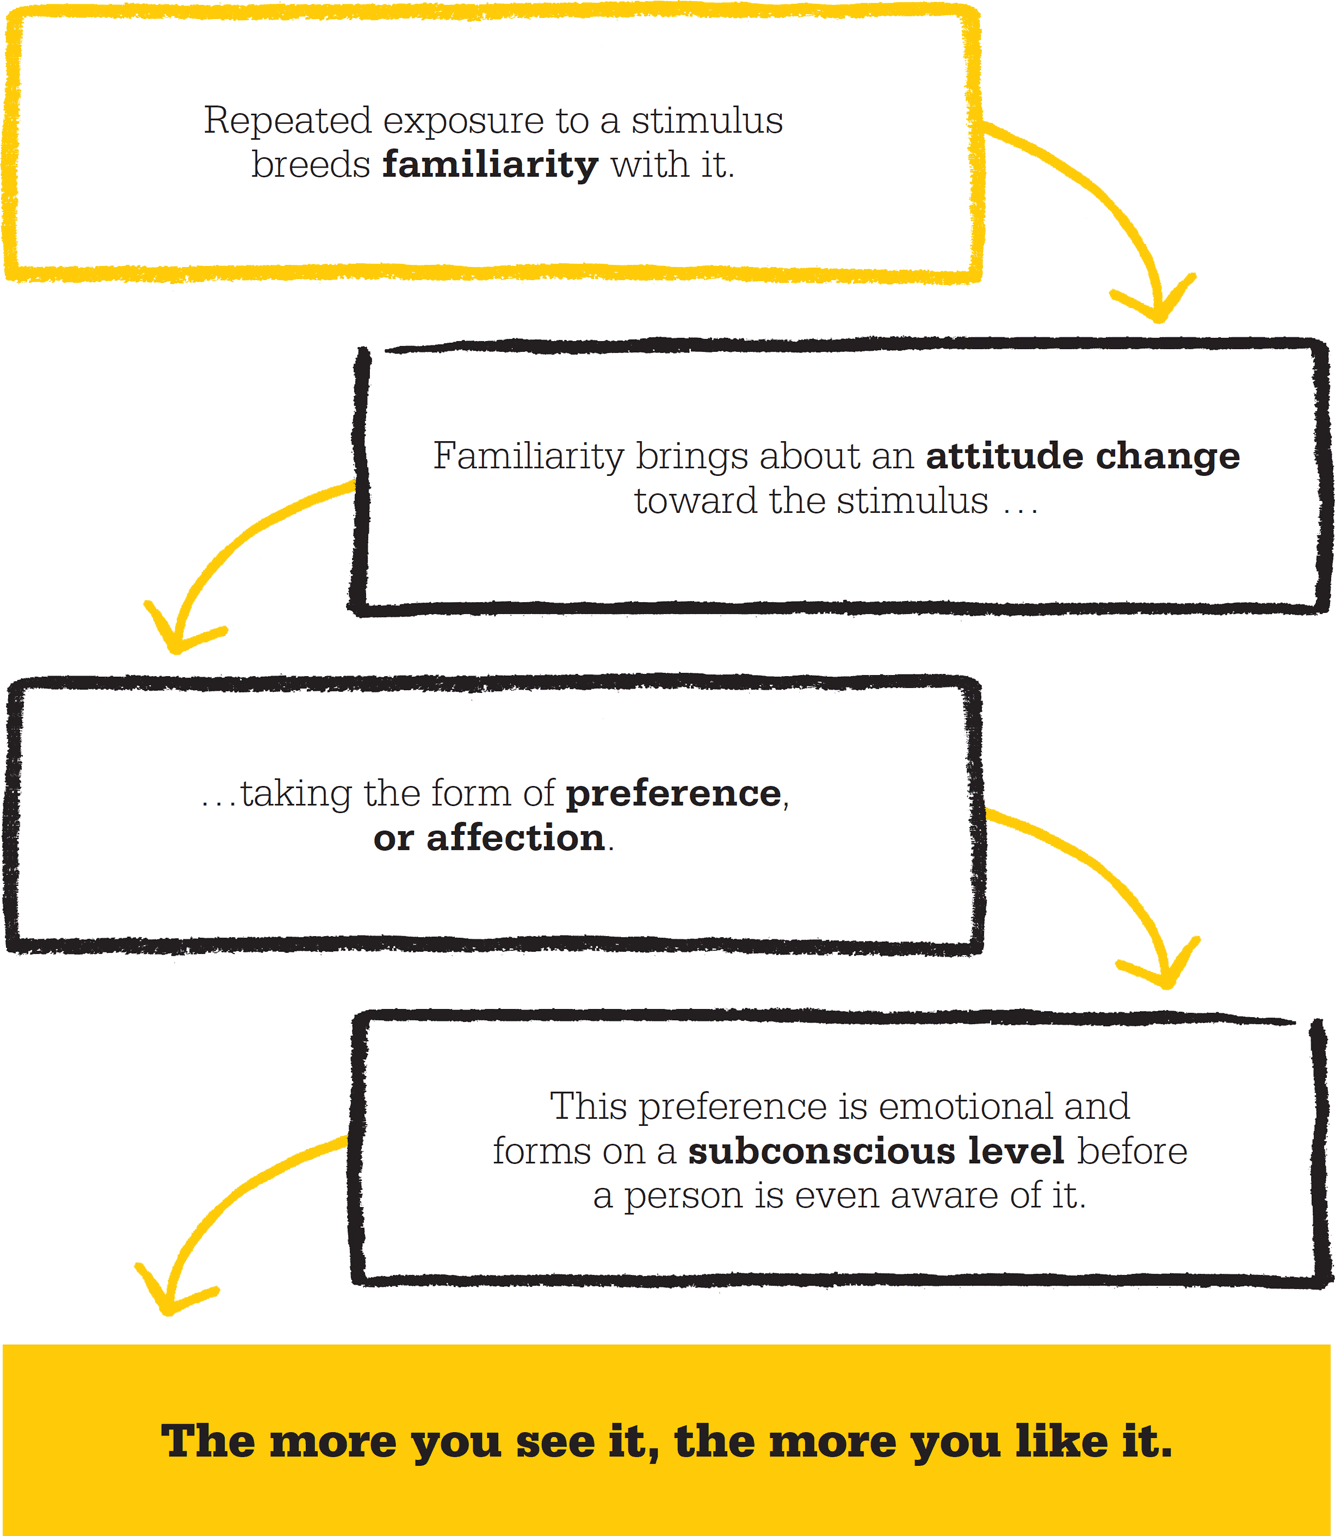 Repeated exposure to a stimulus
breeds familiarity with it.
Familiarity brings about an attitude change
toward the stimulus ...
...taking the form of preference,
or affection.
This preference is emotional and
forms on a subconscious level before
a person is even aware of it.
The more you see it, the more you like it.